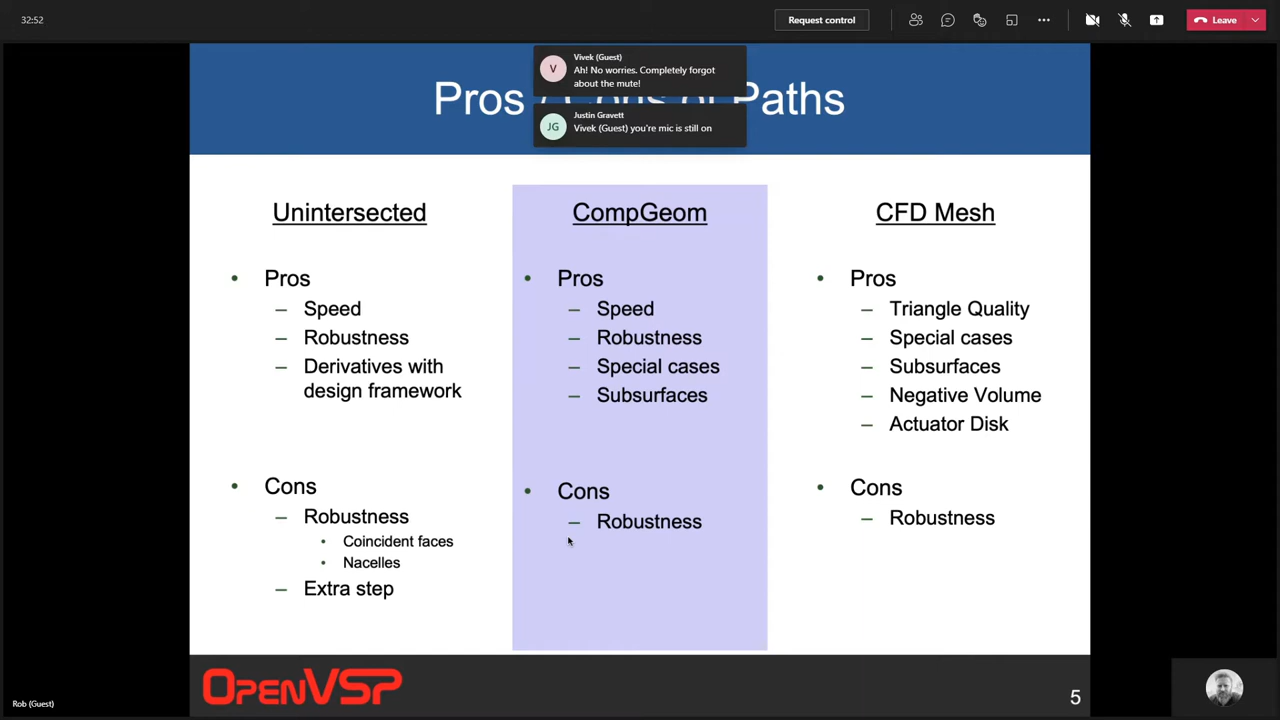 32:52
Request control
Leave
Vivek (Guest)
V
Ah! No worries. Completely forgot
about the mute!
Pros / Cons of Paths
Justin Gravett
JG
Vivek (Guest) you're mic is still on
Unintersected
• Pros
– Speed
– Robustness
– Derivatives with
design framework
• Cons
– Robustness
• Coincident faces
• Nacelles
– Extra step
CompGeom
• Pros
– Speed
– Robustness
– Special cases
– Subsurfaces
• Cons
– Robustness
CFD Mesh
• Pros
– Triangle Quality
– Special cases
– Subsurfaces
– Negative Volume
– Actuator Disk
• Cons
– Robustness
OpenVSP
5
Rob (Guest)